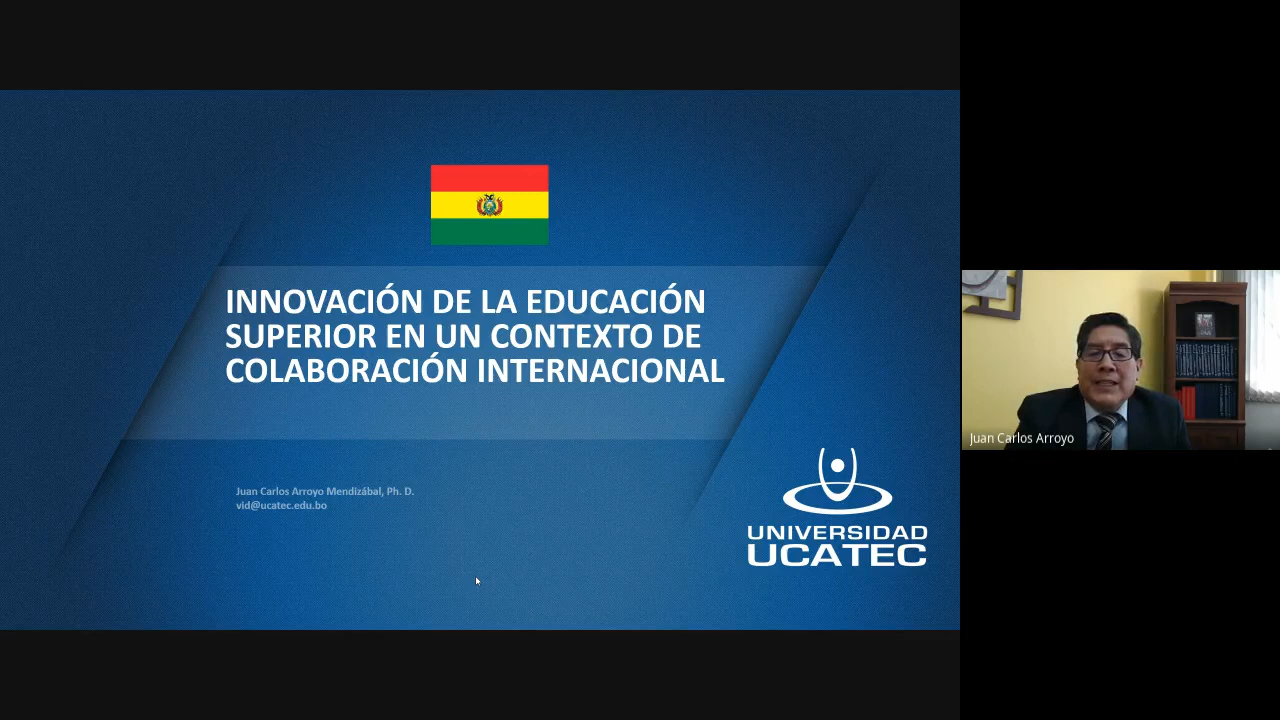 INNOVACIÓN DE LA EDUCACIÓN
SUPERIOR EN UN CONTEXTO DE
COLABORACIÓN INTERNACIONAL
Juan Carlos Arroyo Mendizábal, Ph. D.
vid@ucatec.edu.bo
UNIVERSIDAD
UCATEC
Juan Carlos Arroyo